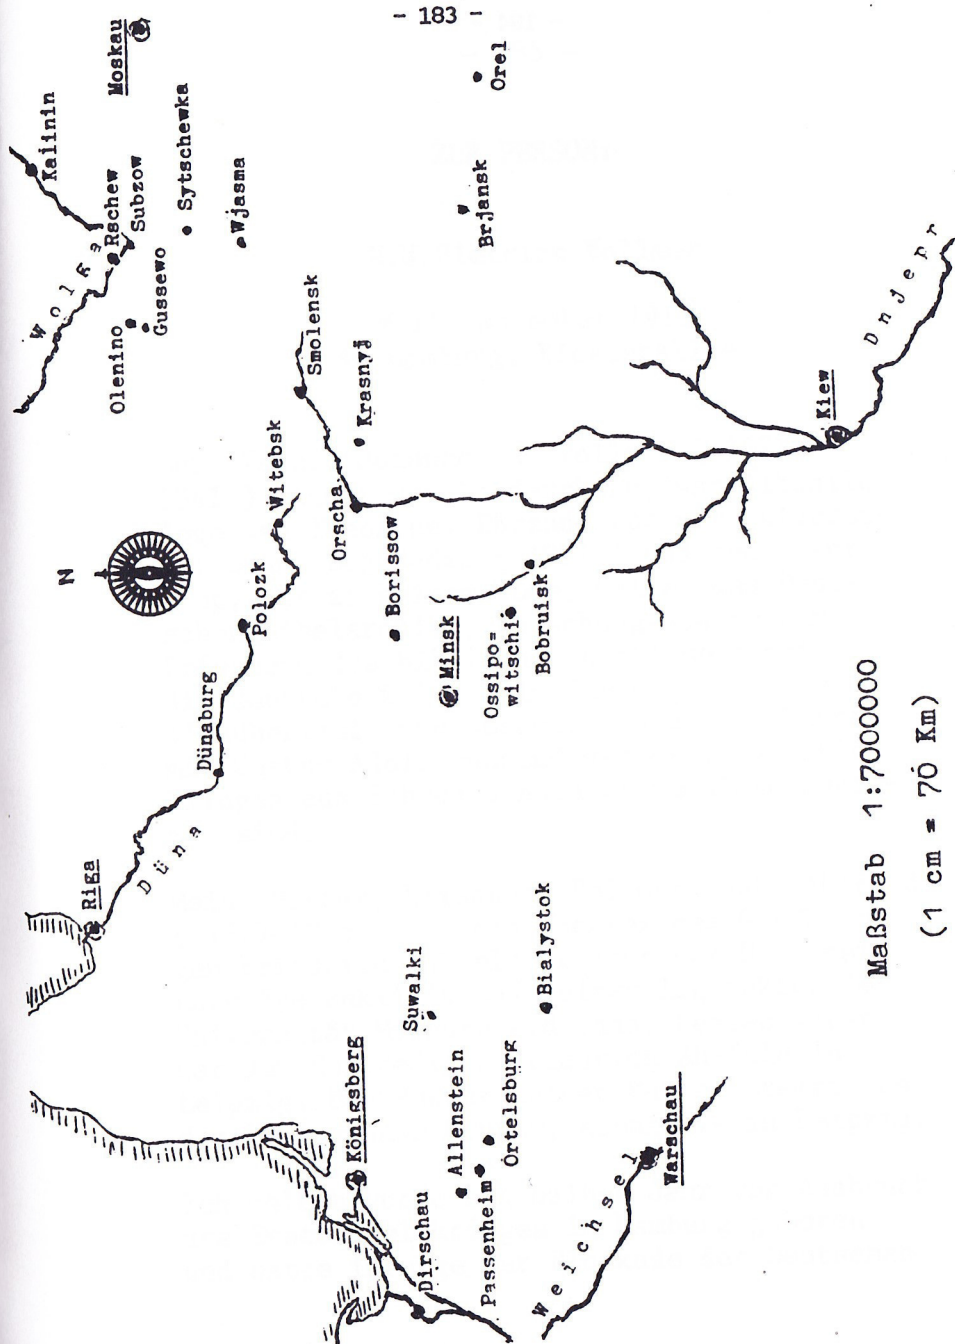 - 183 -
Moskau
Kalinin
Wolga
Rschew
Subzow
Sytschewka
Wjasma
Olenino
Gussewo
Orel
Brjansk
Smolensk
Krasnyj
Witebsk
Orscha
N
Polozk
Borissow
Minsk
Ossipo=
witschi
Bobruisk
Dnjepr
Kiew
Dünaburg
Düna
Riga
Suwalki
Bialystok
Königsberg
Allenstein
Ortelsburg
Passenheim
Dirschau
Weichsel
Warschau
Maßstab 1:7000000
(1 cm = 70 Km)